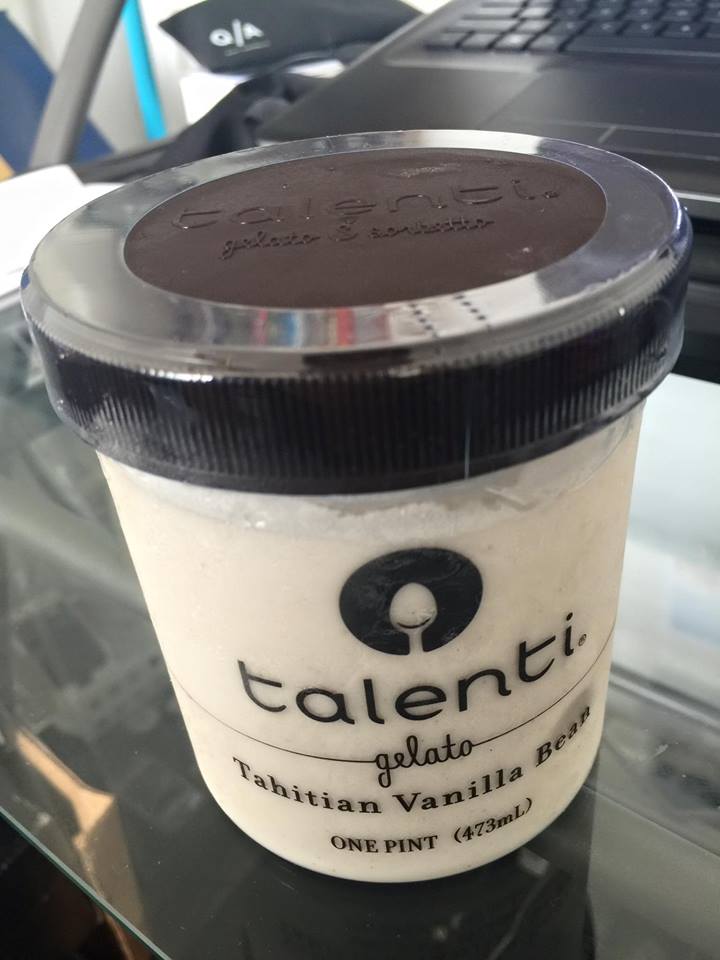 Q/A
talenti®
gelato & sorbetto
talenti®
gelato
Tahitian Vanilla Bean
ONE PINT (473mL)